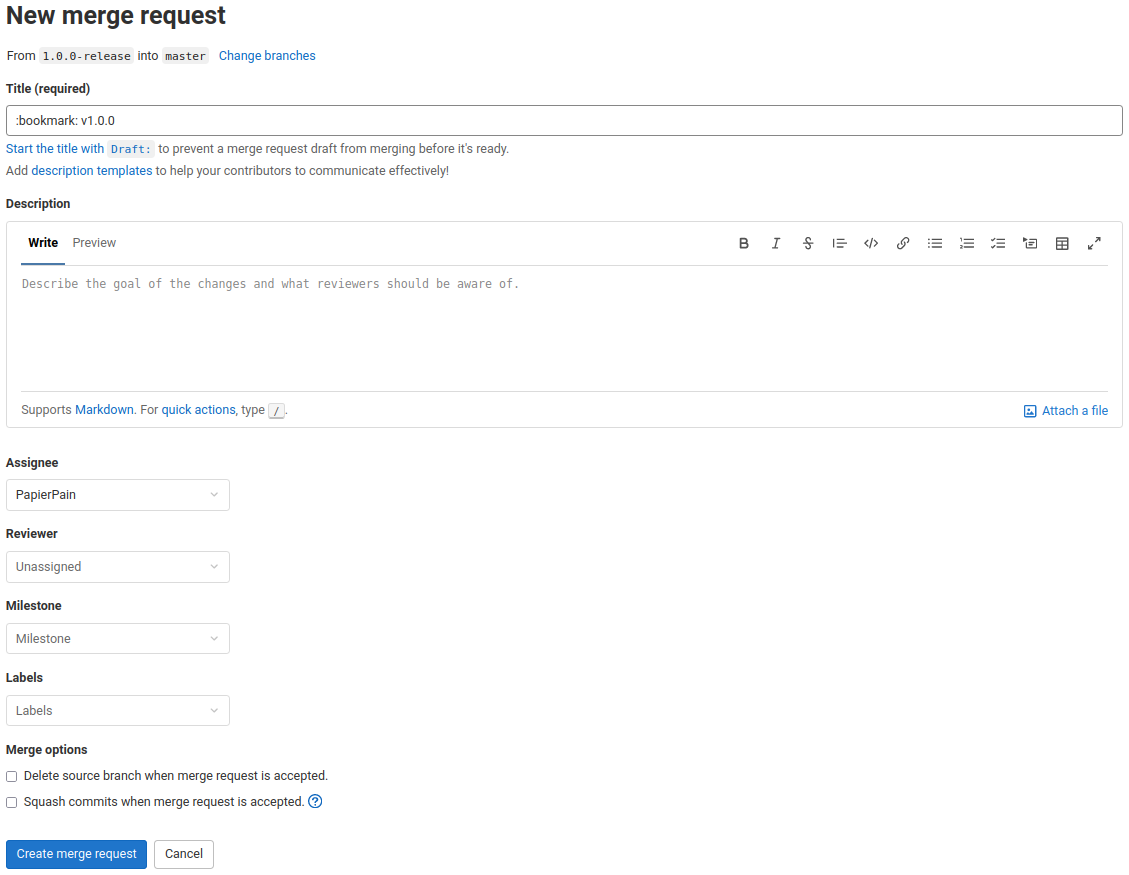 New merge request
From 1.0.0-release into master Change branches
Title (required)
:bookmark: v1.0.0
Start the title with Draft: to prevent a merge request draft from merging before it's ready.
Add description templates to help your contributors to communicate effectively!
Description
Write Preview
Describe the goal of the changes and what reviewers should be aware of.
Supports Markdown. For quick actions, type /.
Attach a file
Assignee
PapierPain
Reviewer
Unassigned
Milestone
Milestone
Labels
Labels
Merge options
Delete source branch when merge request is accepted.
Squash commits when merge request is accepted.
Create merge request Cancel